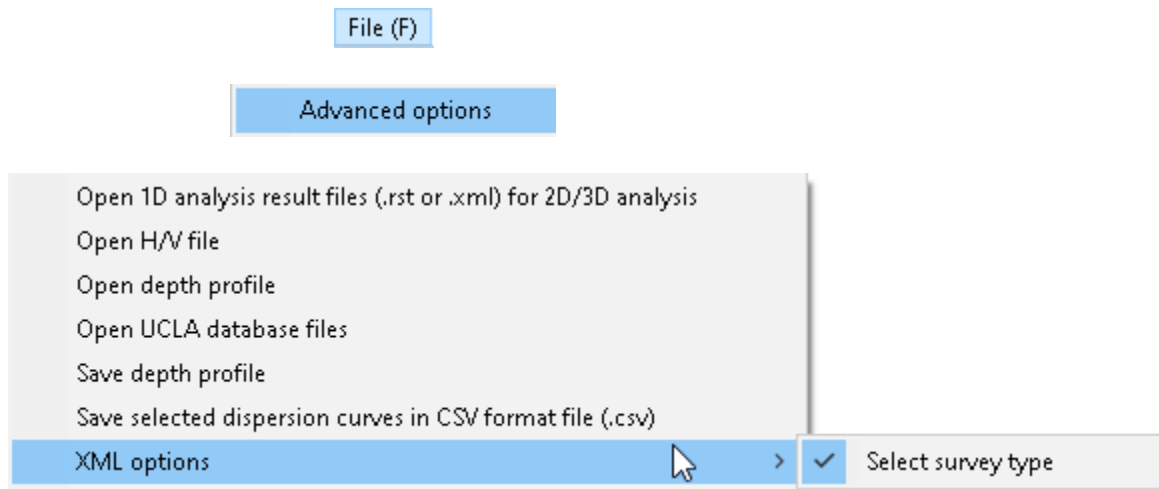 File (F)
Advanced options
Open 1D analysis result files (.rst or .xml) for 2D/3D analysis
Open H/V file
Open depth profile
Open UCLA database files
Save depth profile
Save selected dispersion curves in CSV format file (.csv)
XML options > ✓ Select survey type